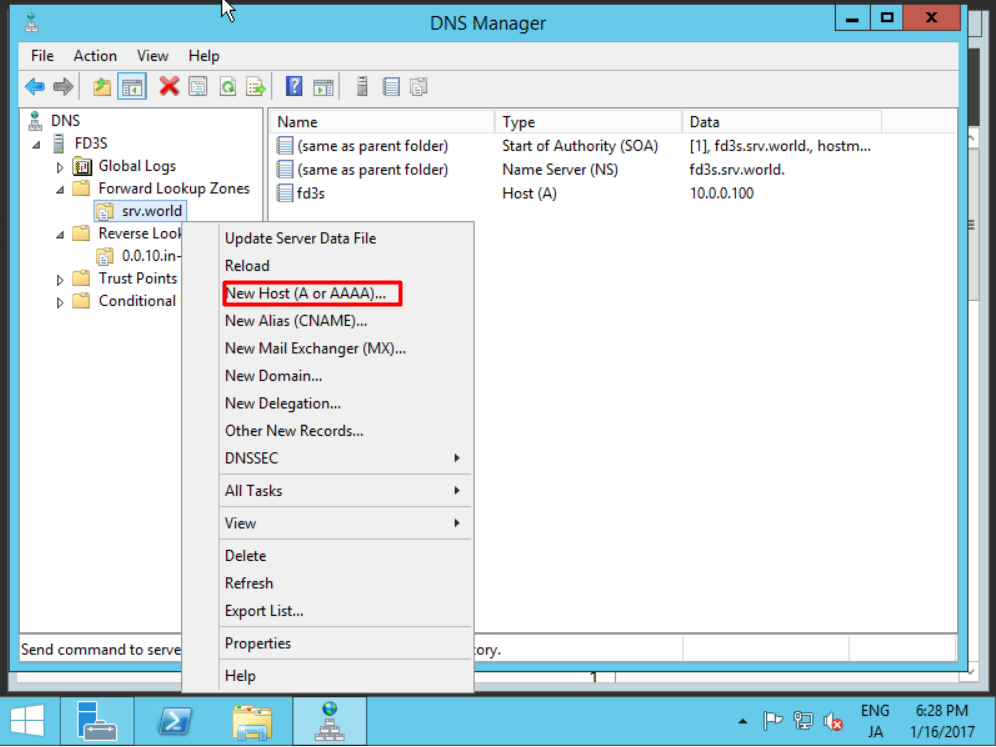 DNS Manager
File Action View Help
DNS
FD3S
Global Logs
Forward Lookup Zones
srv.world
Reverse Look
0.0.10.in-
Trust Points
Conditional
Name Type Data
(same as parent folder) Start of Authority (SOA) [1], fd3s.srv.world., hostm...
(same as parent folder) Name Server (NS) fd3s.srv.world.
fd3s Host (A) 10.0.0.100
Update Server Data File
Reload
New Host (A or AAAA)...
New Alias (CNAME)...
New Mail Exchanger (MX)...
New Domain...
New Delegation...
Other New Records...
DNSSEC
All Tasks
View
Delete
Refresh
Export List...
Properties
Help
Send command to serve ory.
1
ENG 6:28 PM
JA 1/16/2017